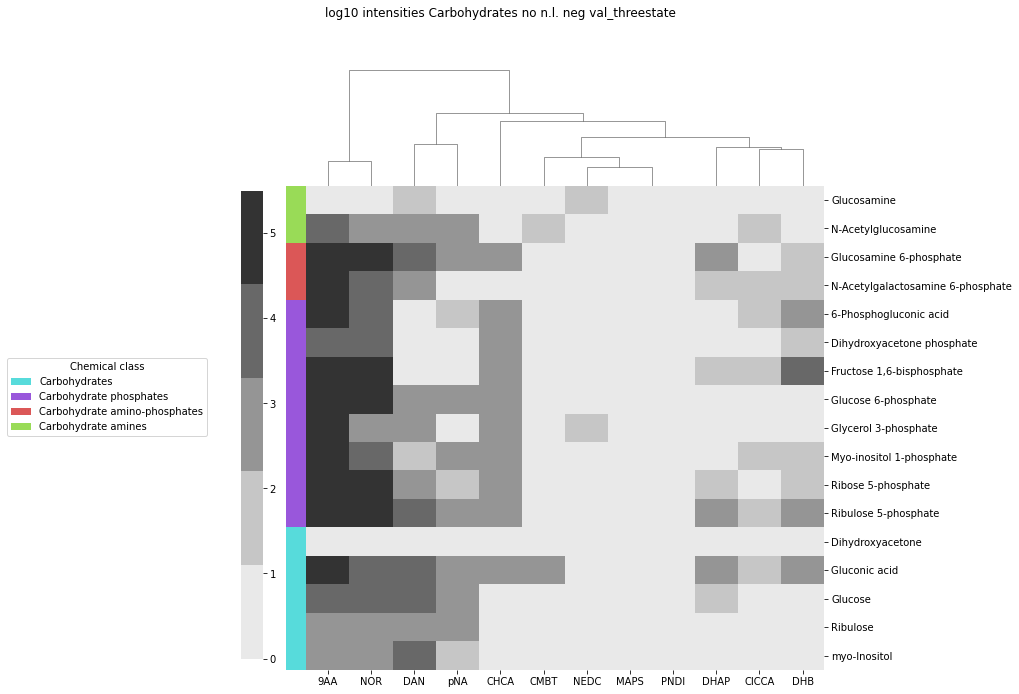 log10 intensities Carbohydrates no n.l. neg val_threestate
Glucosamine
N-Acetylglucosamine
Glucosamine 6-phosphate
N-Acetylgalactosamine 6-phosphate
6-Phosphogluconic acid
Dihydroxyacetone phosphate
Fructose 1,6-bisphosphate
Glucose 6-phosphate
Glycerol 3-phosphate
Myo-inositol 1-phosphate
Ribose 5-phosphate
Ribulose 5-phosphate
Dihydroxyacetone
Gluconic acid
Glucose
Ribulose
myo-Inositol
5
4
3
2
1
0
Chemical class
Carbohydrates
Carbohydrate phosphates
Carbohydrate amino-phosphates
Carbohydrate amines
9AA NOR DAN pNA CHCA CMBT NEDC MAPS PNDI DHAP ClCCA DHB